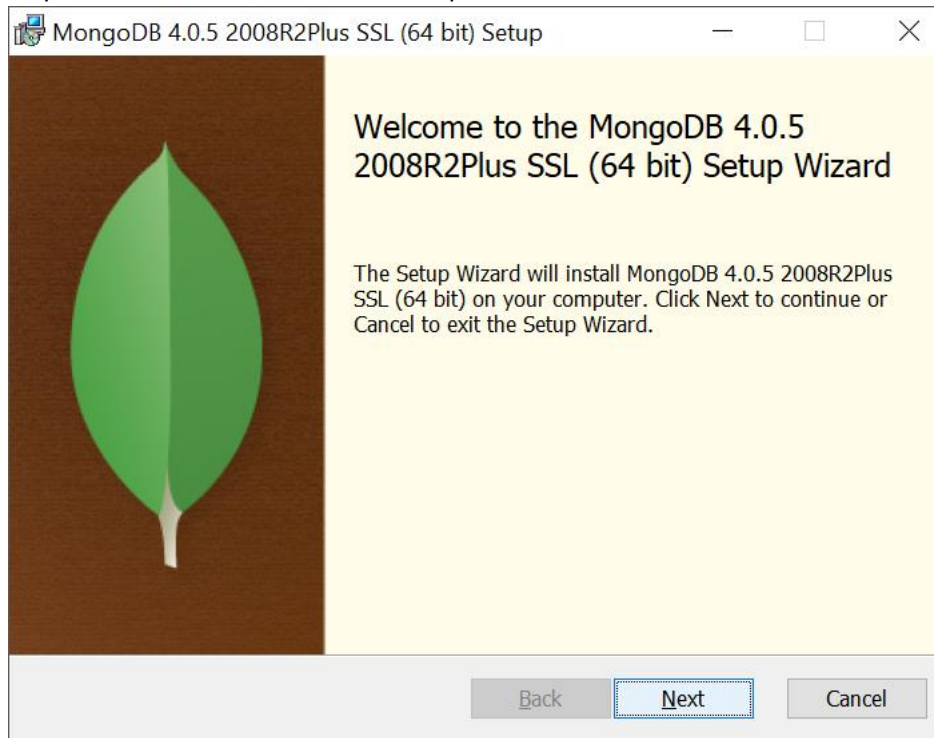 MongoDB 4.0.5 2008R2Plus SSL (64 bit) Setup
Welcome to the MongoDB 4.0.5
2008R2Plus SSL (64 bit) Setup Wizard
The Setup Wizard will install MongoDB 4.0.5 2008R2Plus
SSL (64 bit) on your computer. Click Next to continue or
Cancel to exit the Setup Wizard.
Back Next Cancel